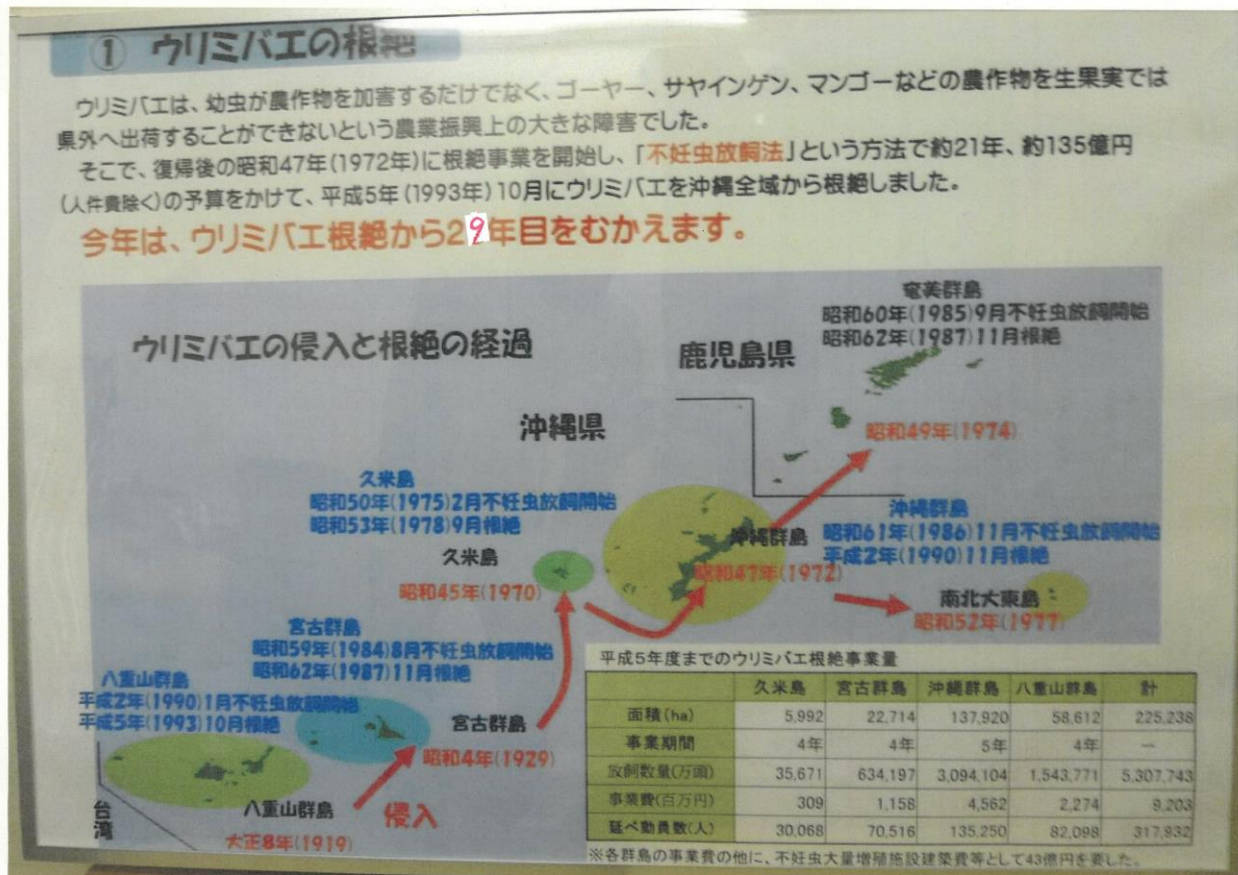 ① ウリミバエの根絶
ウリミバエは、幼虫が農作物を加害するだけでなく、ゴーヤー、サヤインゲン、マンゴーなどの農作物を生果実では
県外へ出荷することができないという農業振興上の大きな障害でした。
そこで、復帰後の昭和47年(1972年)に根絶事業を開始し、「不妊虫放飼法」という方法で約21年、約135億円
(人件費除く)の予算をかけて、平成5年(1993年)10月にウリミバエを沖縄全域から根絶しました。
今年は、ウリミバエ根絶から29年目をむかえます。
ウリミバエの侵入と根絶の経過
奄美群島
昭和60年(1985)9月不妊虫放飼開始
昭和62年(1987)11月根絶
鹿児島県
沖縄県
昭和49年(1974)
久米島
昭和50年(1975)2月不妊虫放飼開始
昭和53年(1978)9月根絶
沖縄群島
昭和61年(1986)11月不妊虫放飼開始
平成2年(1990)11月根絶
久米島
昭和45年(1970)
沖縄群島
昭和47年(1972)
南北大東島
昭和52年(1977)
宮古群島
昭和59年(1984)8月不妊虫放飼開始
昭和62年(1987)11月根絶
八重山群島
平成2年(1990)1月不妊虫放飼開始
平成5年(1993)10月根絶
宮古群島
昭和4年(1929)
台湾
八重山群島
大正8年(1919)
侵入
平成5年度までのウリミバエ根絶事業量
久米島 宮古群島 沖縄群島 八重山群島 計
面積(ha) 5,992 22,714 137,920 58,612 225,238
事業期間 4年 4年 5年 4年 —
放飼数量(万頭) 35,671 634,197 3,094,104 1,543,771 5,307,743
事業費(百万円) 309 1,158 4,562 2,274 9,203
延べ動員数(人) 30,068 70,516 135,250 82,098 317,932
※各群島の事業費の他に、不妊虫大量増殖施設建築費等として43億円を要した。